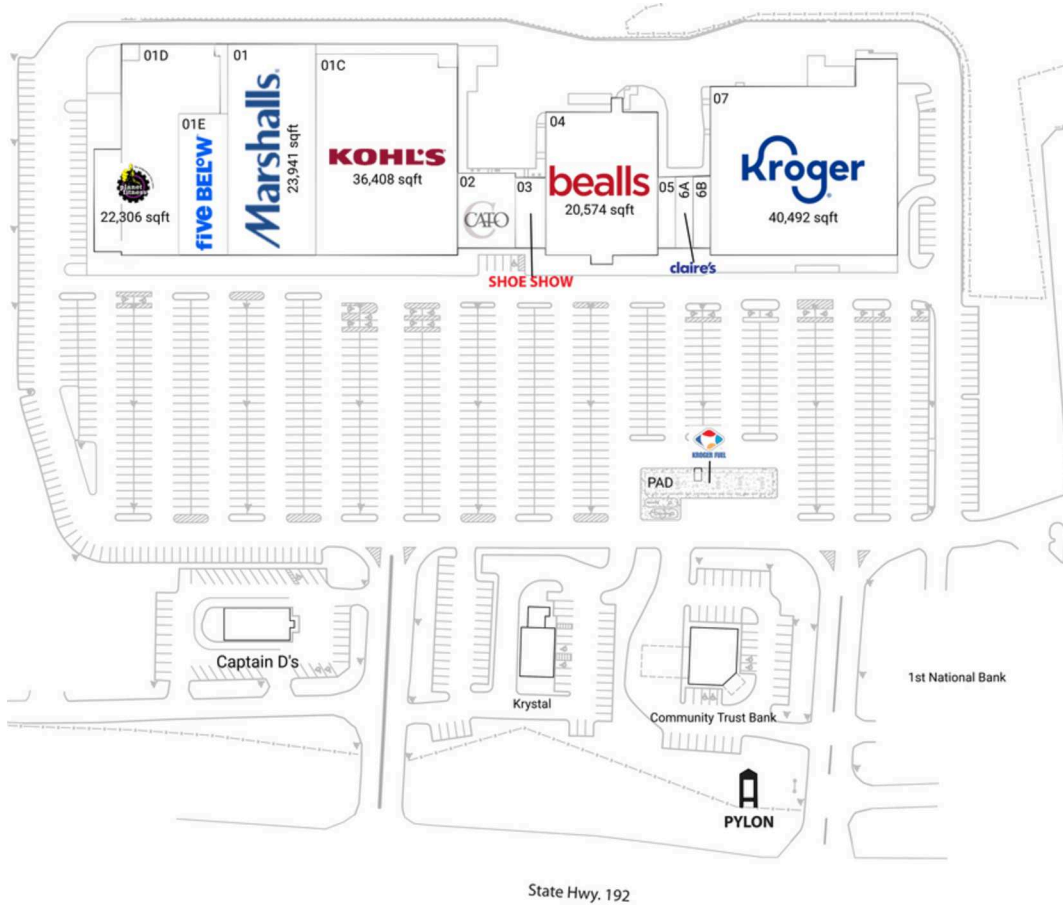 01D
01
01C
01E
planet fitness
22,306 sqft
five BELOW
Marshalls
23,941 sqft
KOHL'S
36,408 sqft
02
CATO
03
SHOE SHOW
04
bealls
20,574 sqft
05
6A
6B
claire's
07
Kroger
40,492 sqft
KROGER FUEL
PAD
Captain D's
Krystal
Community Trust Bank
1st National Bank
PYLON
State Hwy. 192